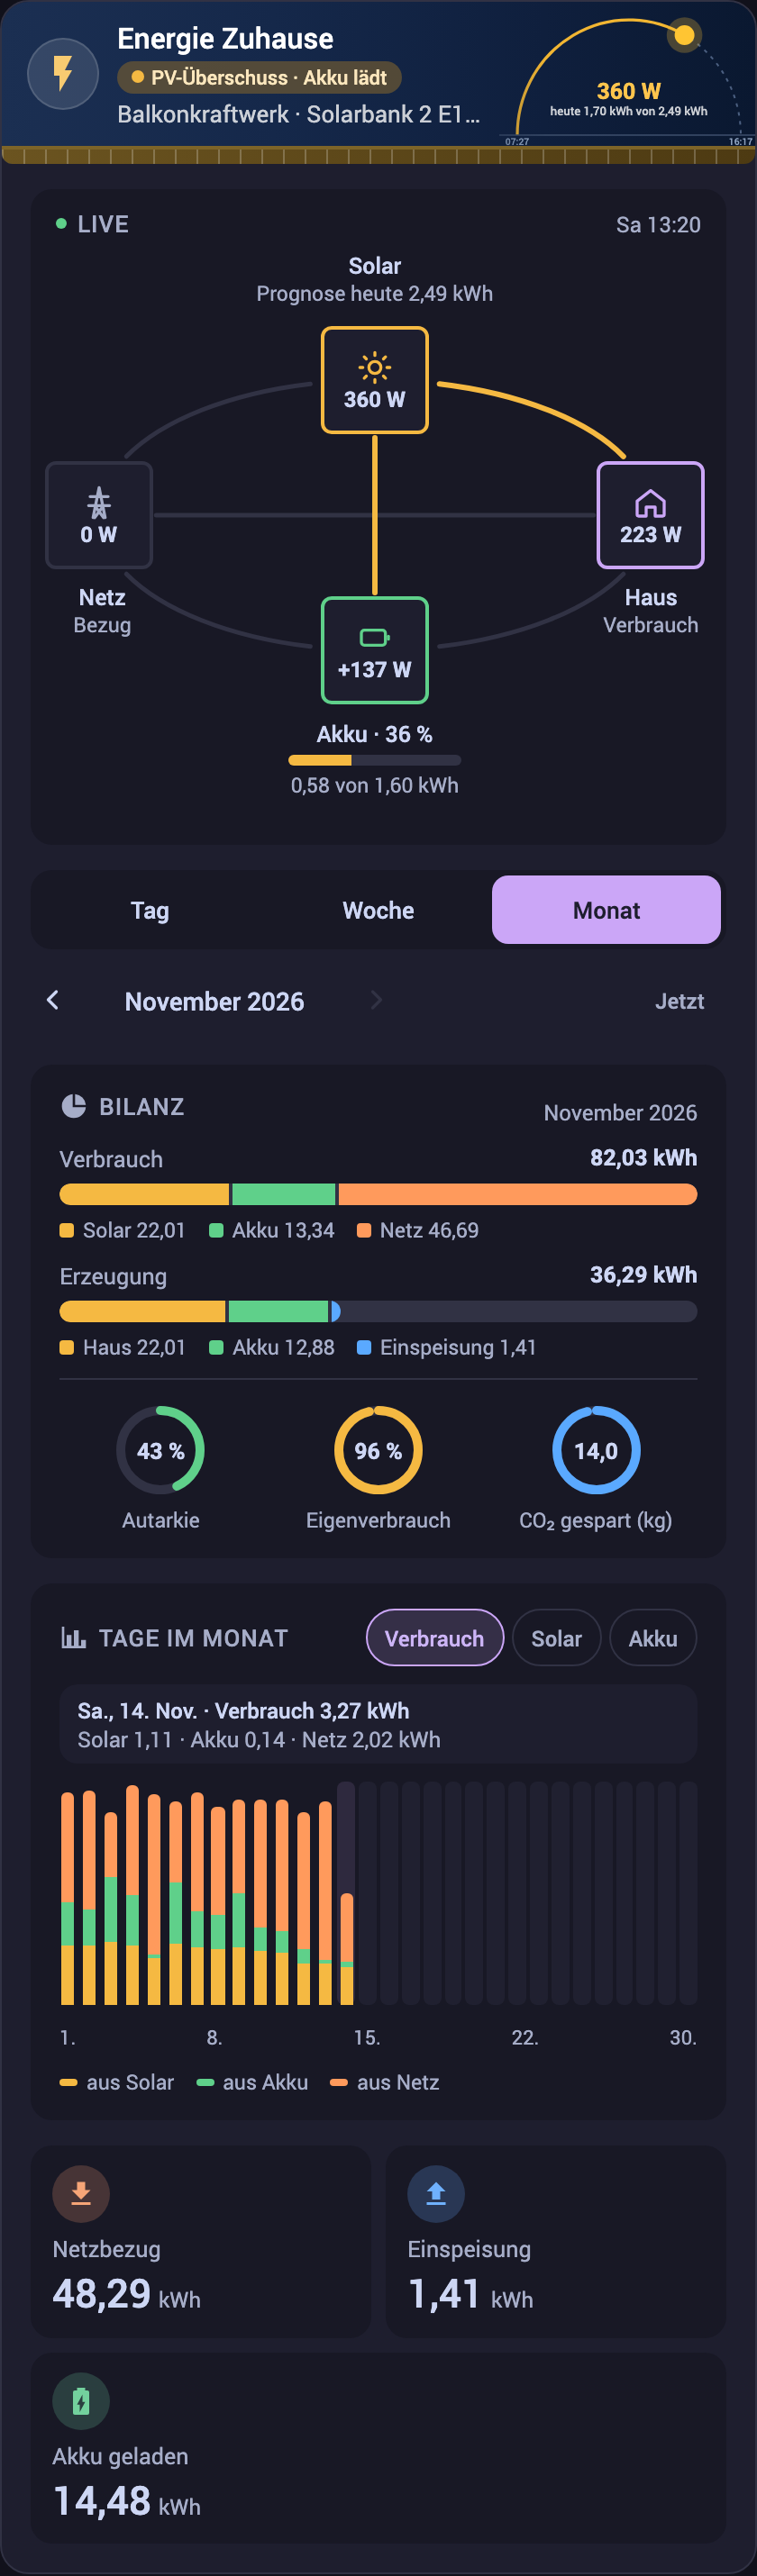 Energie Zuhause
PV-Überschuss · Akku lädt
Balkonkraftwerk · Solarbank 2 E1…
360 W
heute 1,70 kWh von 2,49 kWh
07:27
16:17
LIVE
Sa 13:20
Solar
Prognose heute 2,49 kWh
360 W
0 W
223 W
Netz
Bezug
Haus
Verbrauch
+137 W
Akku · 36 %
0,58 von 1,60 kWh
Tag
Woche
Monat
November 2026
Jetzt
BILANZ
November 2026
Verbrauch
82,03 kWh
Solar 22,01
Akku 13,34
Netz 46,69
Erzeugung
36,29 kWh
Haus 22,01
Akku 12,88
Einspeisung 1,41
43 %
96 %
14,0
Autarkie
Eigenverbrauch
CO₂ gespart (kg)
TAGE IM MONAT
Verbrauch
Solar
Akku
Sa., 14. Nov. · Verbrauch 3,27 kWh
Solar 1,11 · Akku 0,14 · Netz 2,02 kWh
1.
8.
15.
22.
30.
aus Solar
aus Akku
aus Netz
Netzbezug
48,29 kWh
Einspeisung
1,41 kWh
Akku geladen
14,48 kWh